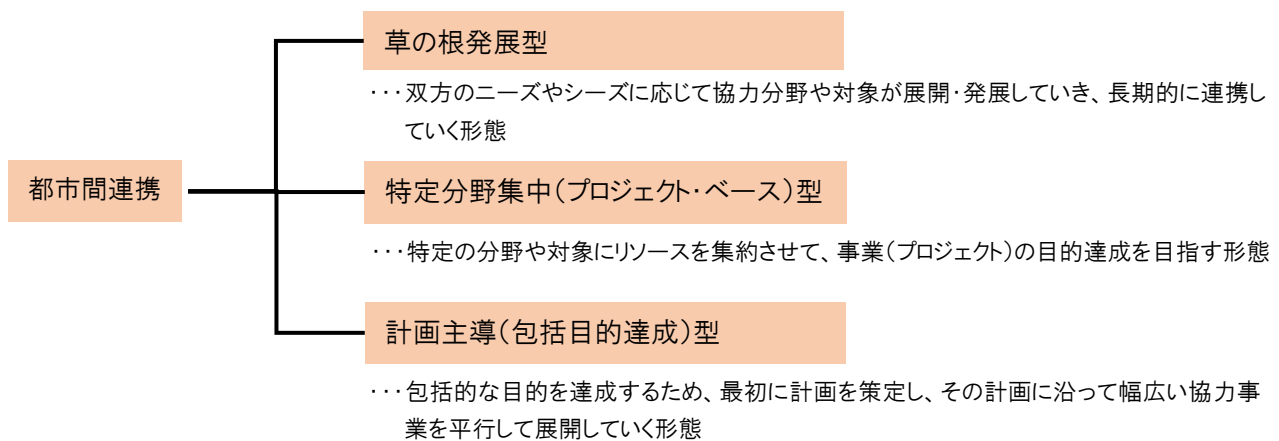 草の根発展型
･･･双方のニーズやシーズに応じて協力分野や対象が展開･発展していき、長期的に連携し
ていく形態
都市間連携
特定分野集中（プロジェクト･ベース）型
･･･特定の分野や対象にリソースを集約させて、事業（プロジェクト）の目的達成を目指す形態
計画主導（包括目的達成）型
･･･包括的な目的を達成するため、最初に計画を策定し、その計画に沿って幅広い協力事
業を平行して展開していく形態